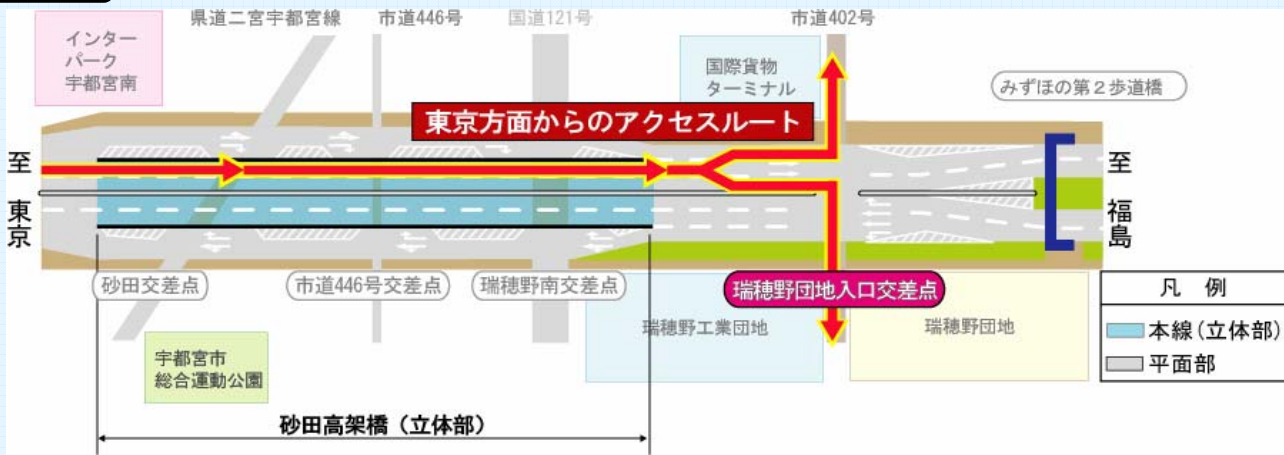 県道二宮宇都宮線
市道446号
国道121号
市道402号
インター
パーク
宇都宮南
国際貨物
ターミナル
みずほの第２歩道橋
東京方面からのアクセスルート
至
東京
至
福島
砂田交差点
市道446号交差点
瑞穂野南交差点
瑞穂野団地入口交差点
瑞穂野工業団地
瑞穂野団地
宇都宮市
総合運動公園
砂田高架橋（立体部）
凡 例
本線(立体部)
平面部